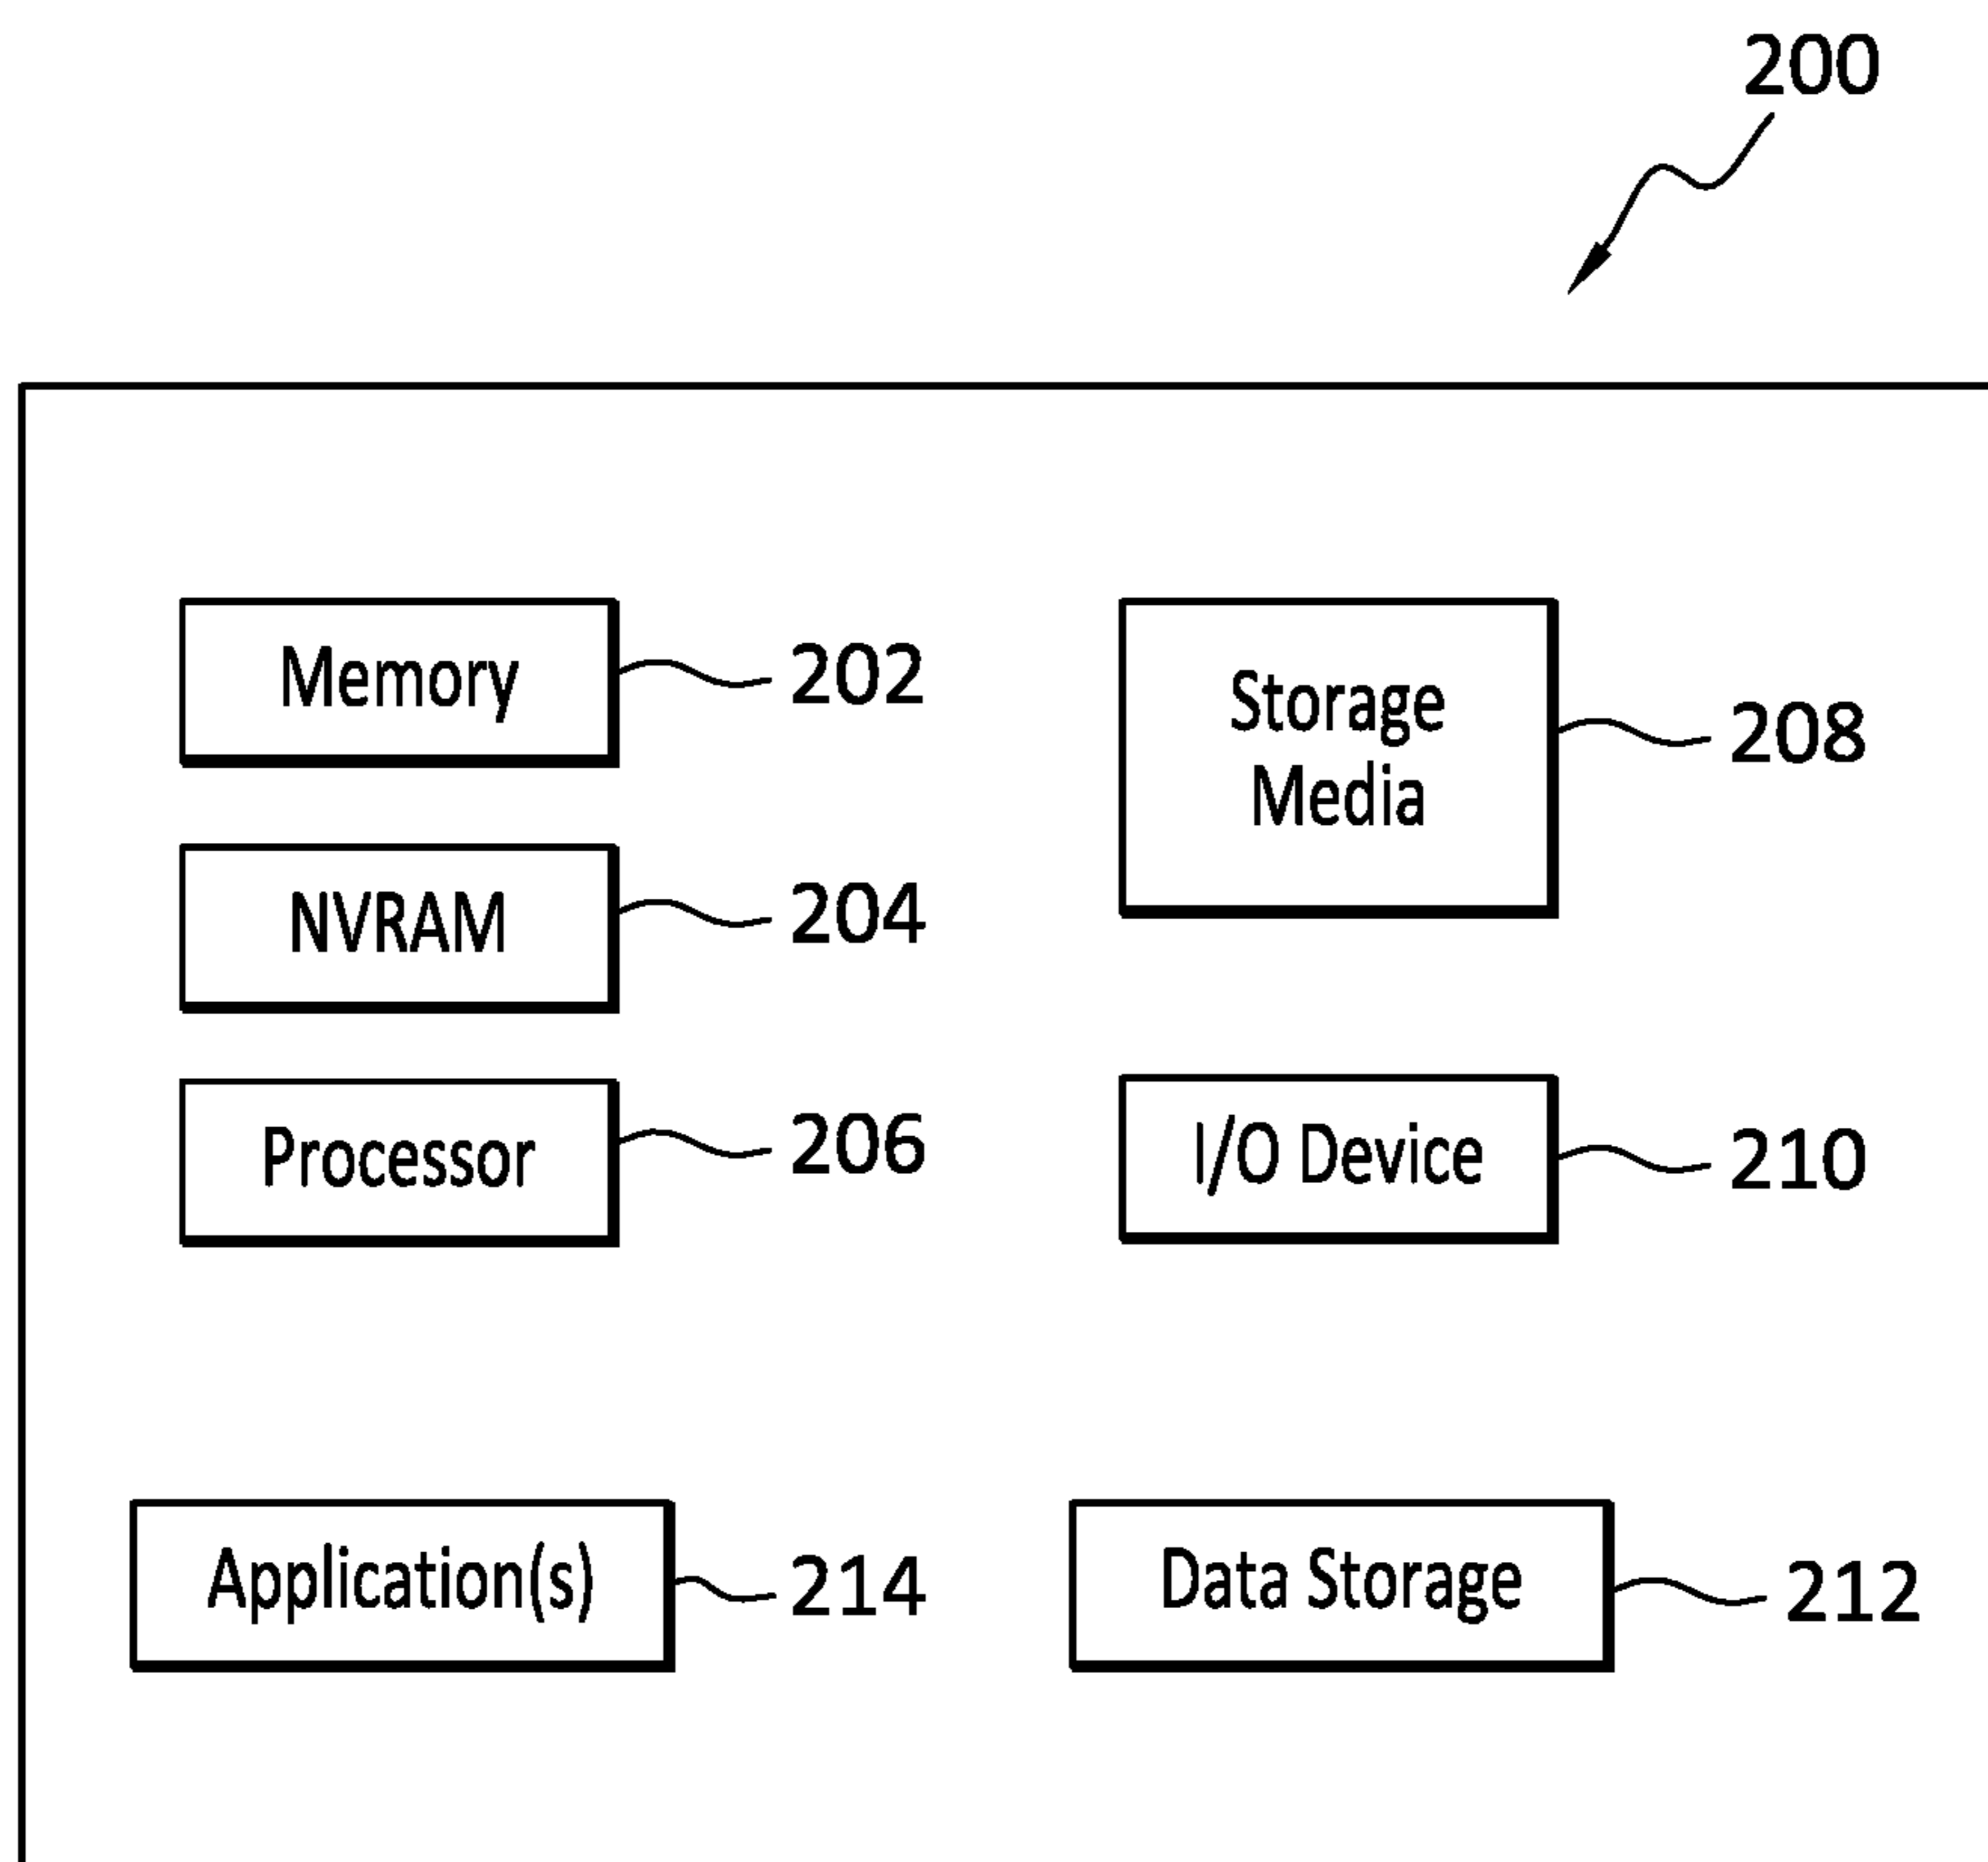 200
Memory
202
NVRAM
204
Processor
206
Storage
Media
208
I/O Device
210
Application(s)
214
Data Storage
212